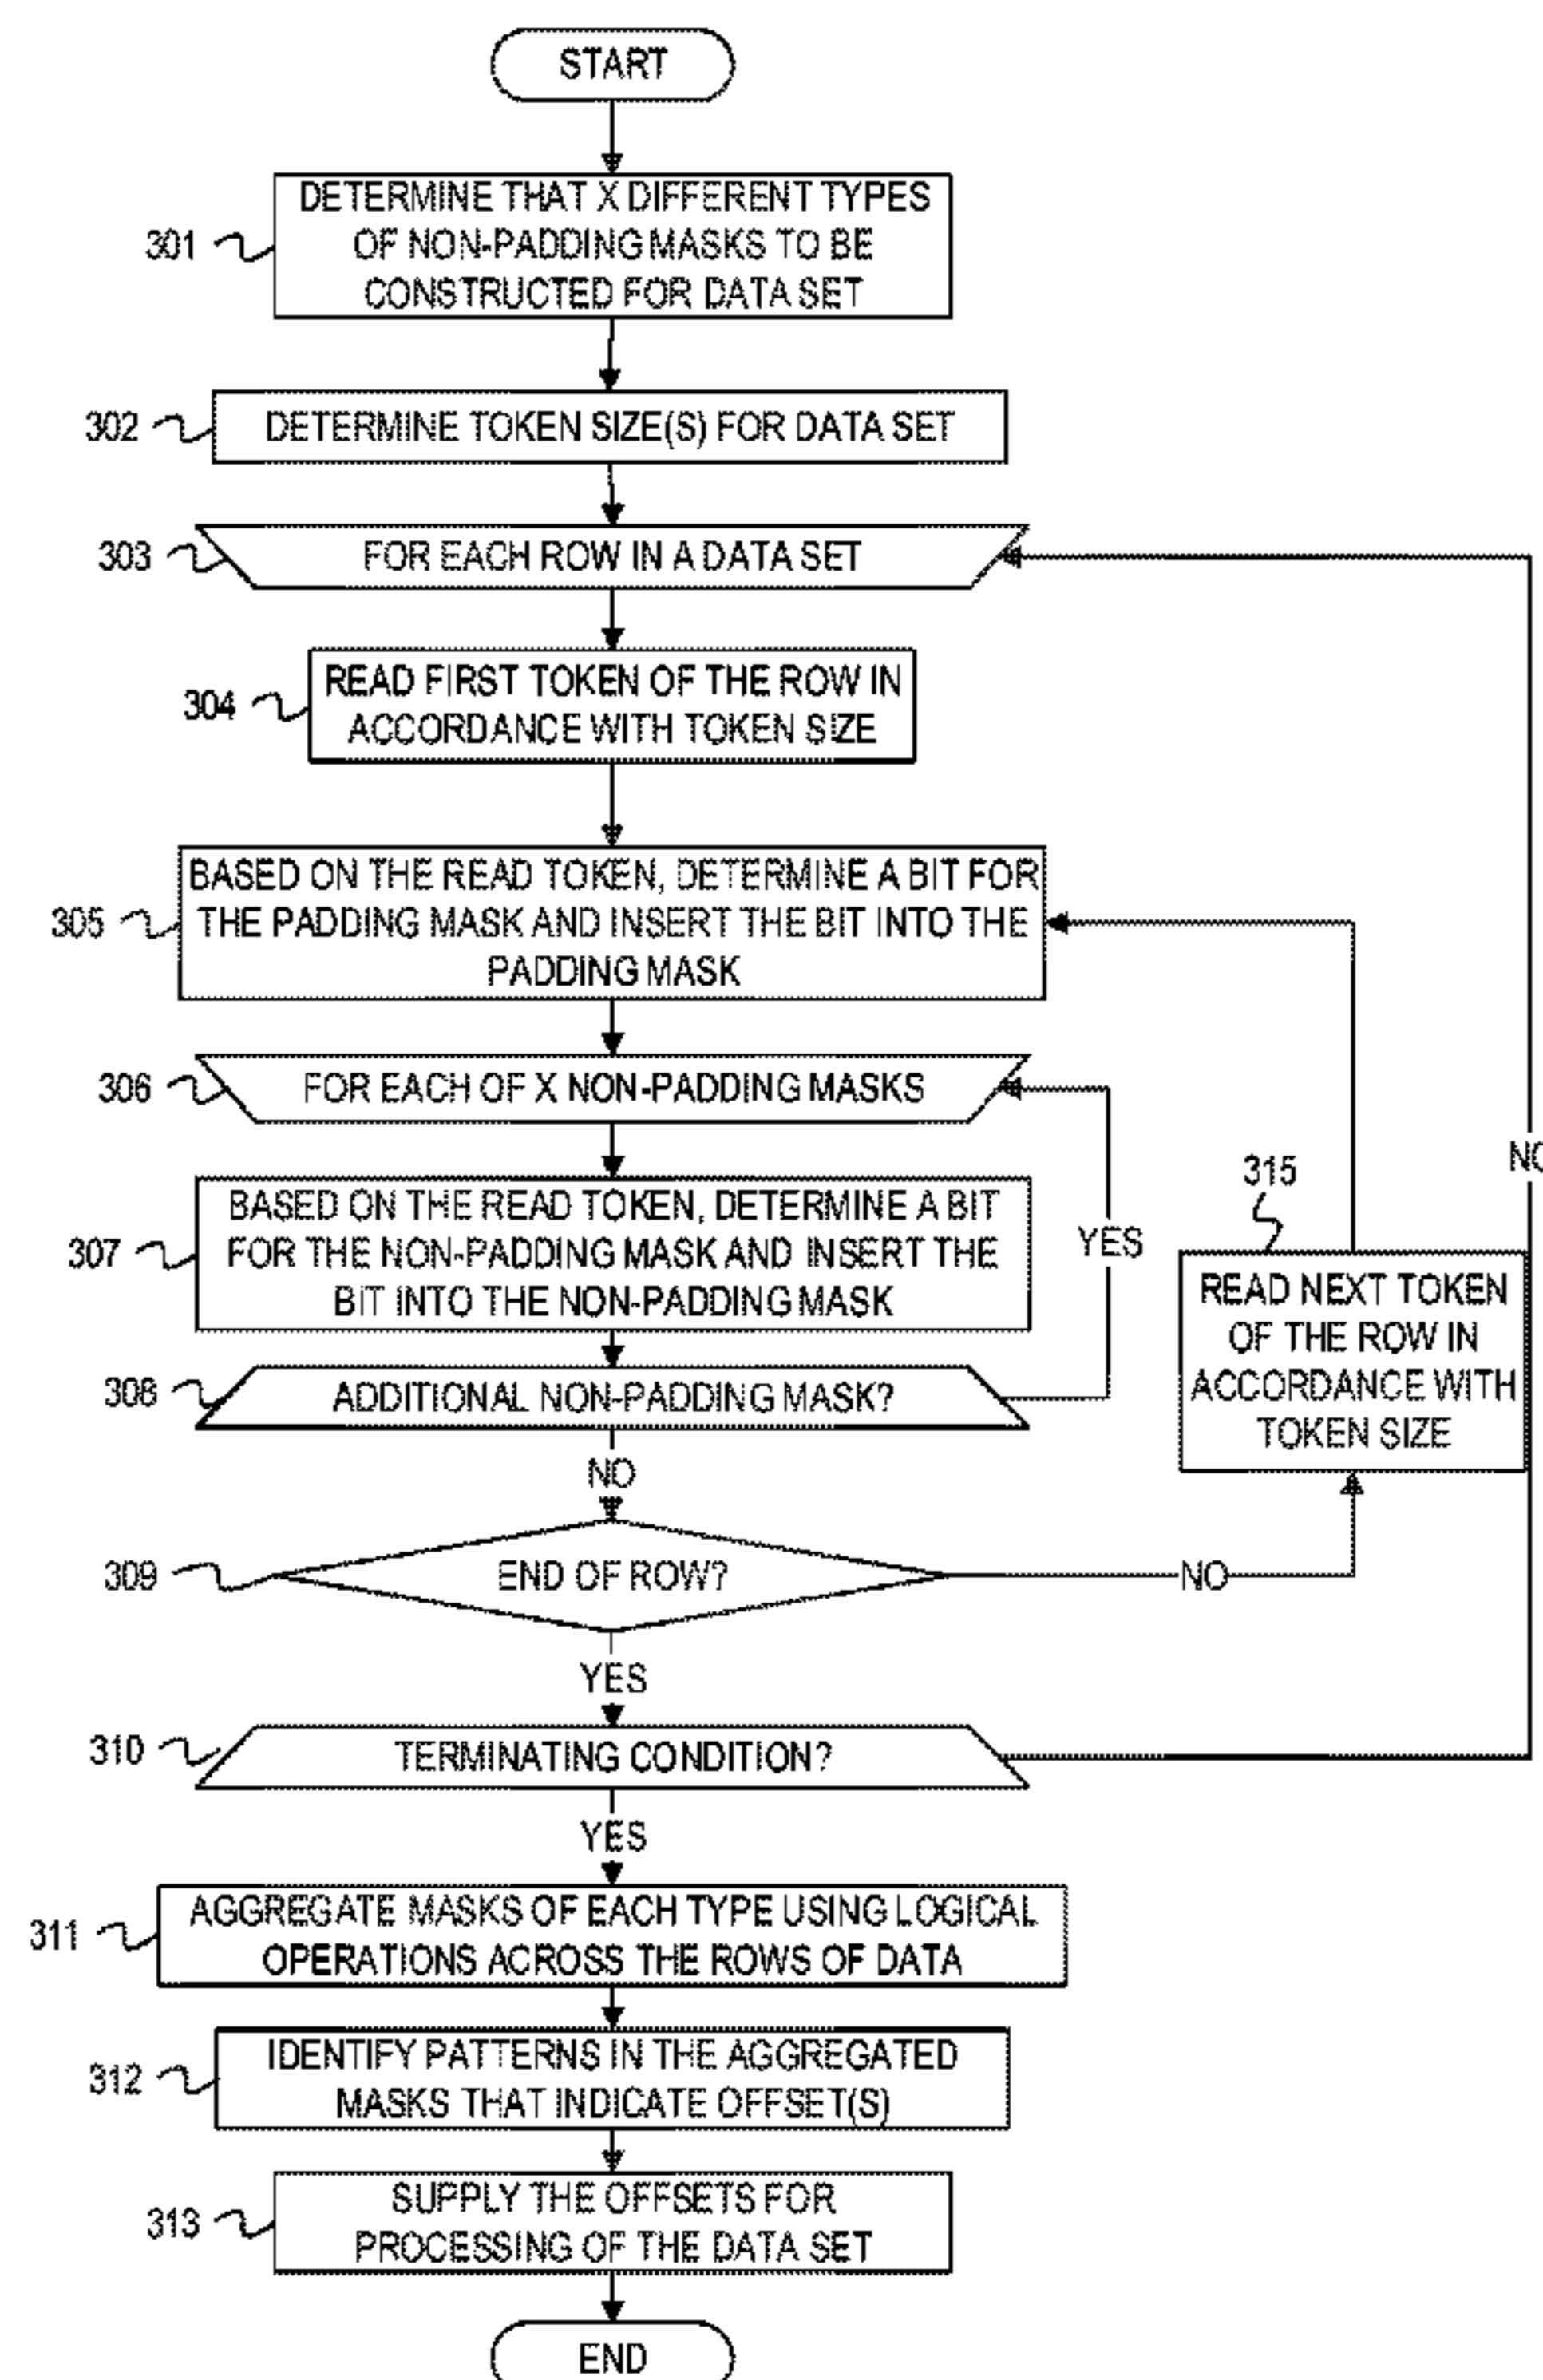 START
301
DETERMINE THAT X DIFFERENT TYPES
OF NON-PADDING MASKS TO BE
CONSTRUCTED FOR DATA SET
302
DETERMINE TOKEN SIZE(S) FOR DATA SET
303
FOR EACH ROW IN A DATA SET
304
READ FIRST TOKEN OF THE ROW IN
ACCORDANCE WITH TOKEN SIZE
305
BASED ON THE READ TOKEN, DETERMINE A BIT FOR
THE PADDING MASK AND INSERT THE BIT INTO THE
PADDING MASK
306
FOR EACH OF X NON-PADDING MASKS
307
BASED ON THE READ TOKEN, DETERMINE A BIT
FOR THE NON-PADDING MASK AND INSERT THE
BIT INTO THE NON-PADDING MASK
YES
308
ADDITIONAL NON-PADDING MASK?
NO
315
READ NEXT TOKEN
OF THE ROW IN
ACCORDANCE WITH
TOKEN SIZE
NO
309
END OF ROW?
NO
YES
310
TERMINATING CONDITION?
YES
311
AGGREGATE MASKS OF EACH TYPE USING LOGICAL
OPERATIONS ACROSS THE ROWS OF DATA
312
IDENTIFY PATTERNS IN THE AGGREGATED
MASKS THAT INDICATE OFFSET(S)
313
SUPPLY THE OFFSETS FOR
PROCESSING OF THE DATA SET
END